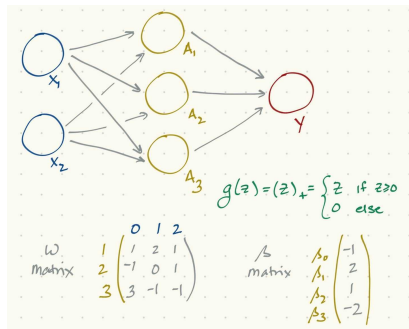 X₁
A₁
A₂
Y
X₂
A₃
g(z) = (z)₊ = { z if z≥0
0 else
0 1 2
W matrix
1 ( 1 2 1
2 -1 0 1
3 3 -1 -1 )
β matrix
β₀ ( -1
β₁ 2
β₂ 1
β₃ -2 )